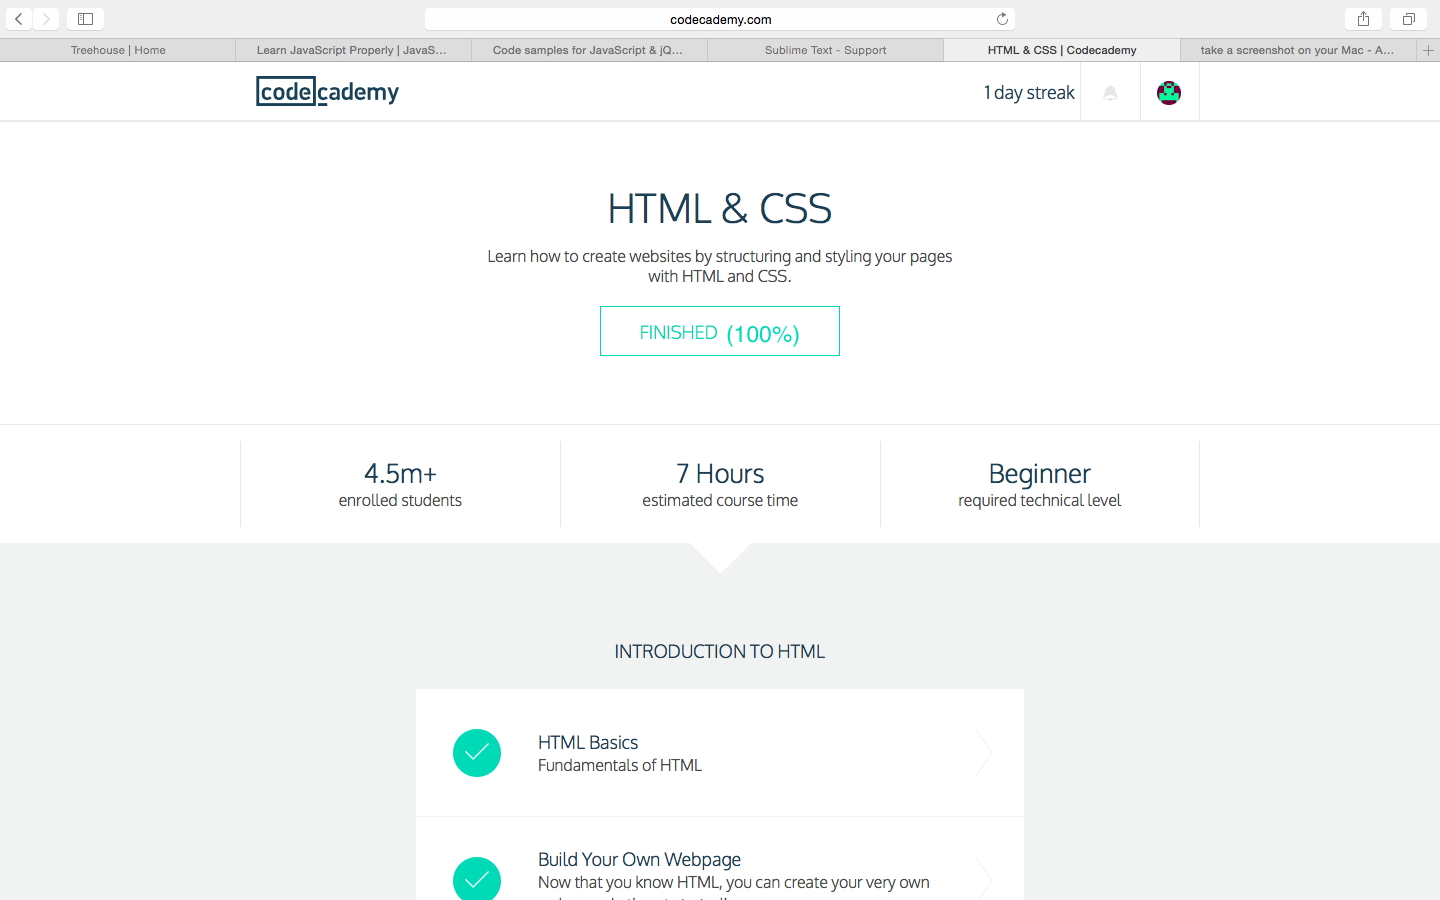 codecademy.com
Treehouse | Home
Learn JavaScript Properly | JavaS...
Code samples for JavaScript & jQ...
Sublime Text - Support
HTML & CSS | Codecademy
take a screenshot on your Mac - A...
codecademy
1 day streak
HTML & CSS
Learn how to create websites by structuring and styling your pages
with HTML and CSS.
FINISHED (100%)
4.5m+
enrolled students
7 Hours
estimated course time
Beginner
required technical level
INTRODUCTION TO HTML
HTML Basics
Fundamentals of HTML
Build Your Own Webpage
Now that you know HTML, you can create your very own